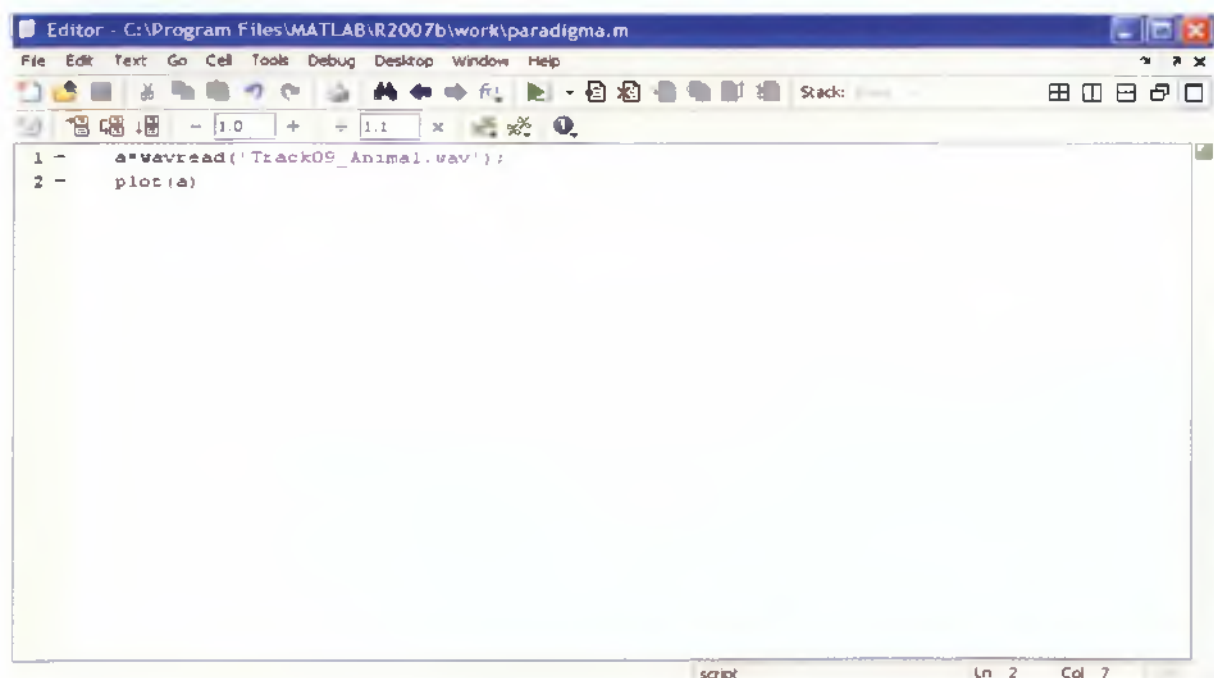 Editor - C:\Program Files\MATLAB\R2007b\work\paradigma.m
File Edit Text Go Cell Tools Debug Desktop Window Help
Stack:
- 1.0 + ÷ 1.1 ×
1 - a=wavread('Track09_Animal.wav');
2 - plot(a)
script Ln 2 Col 7